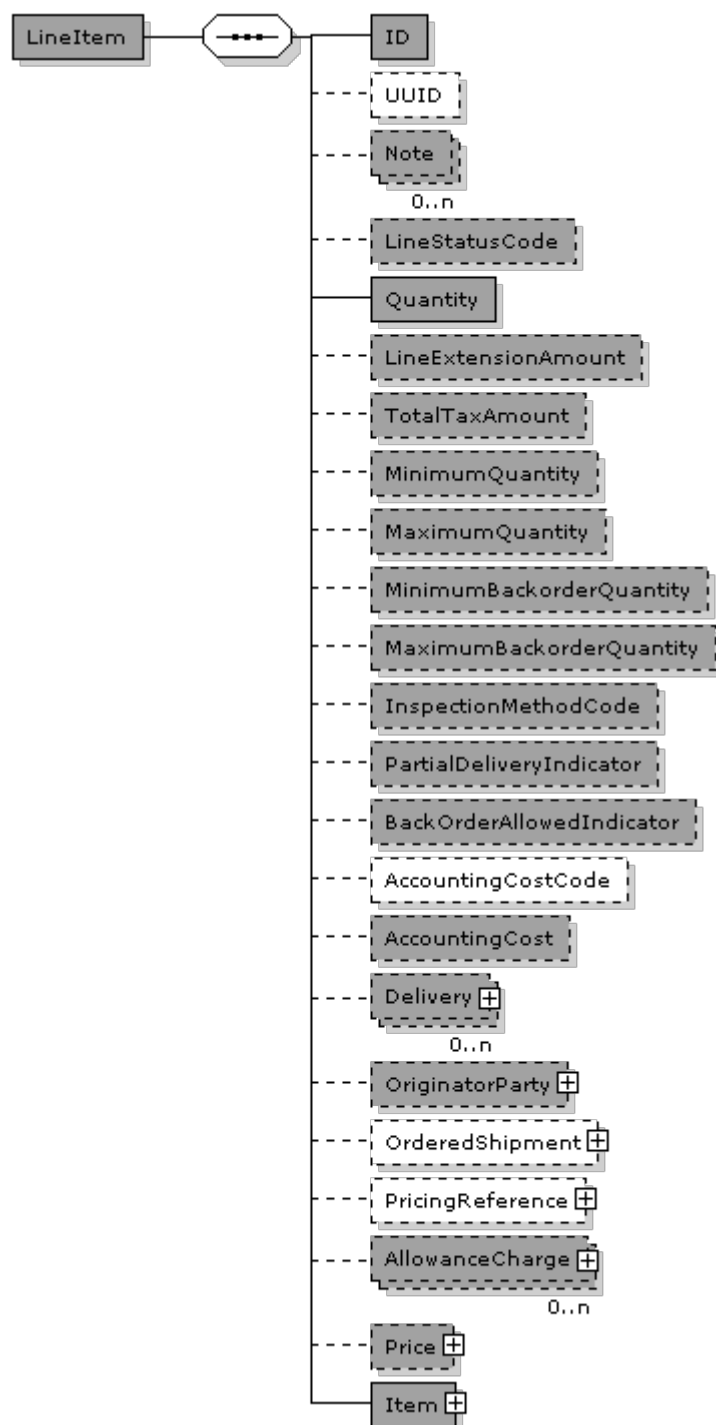 LineItem
ID
UUID
Note
0..n
LineStatusCode
Quantity
LineExtensionAmount
TotalTaxAmount
MinimumQuantity
MaximumQuantity
MinimumBackorderQuantity
MaximumBackorderQuantity
InspectionMethodCode
PartialDeliveryIndicator
BackOrderAllowedIndicator
AccountingCostCode
AccountingCost
Delivery
0..n
OriginatorParty
OrderedShipment
PricingReference
AllowanceCharge
0..n
Price
Item